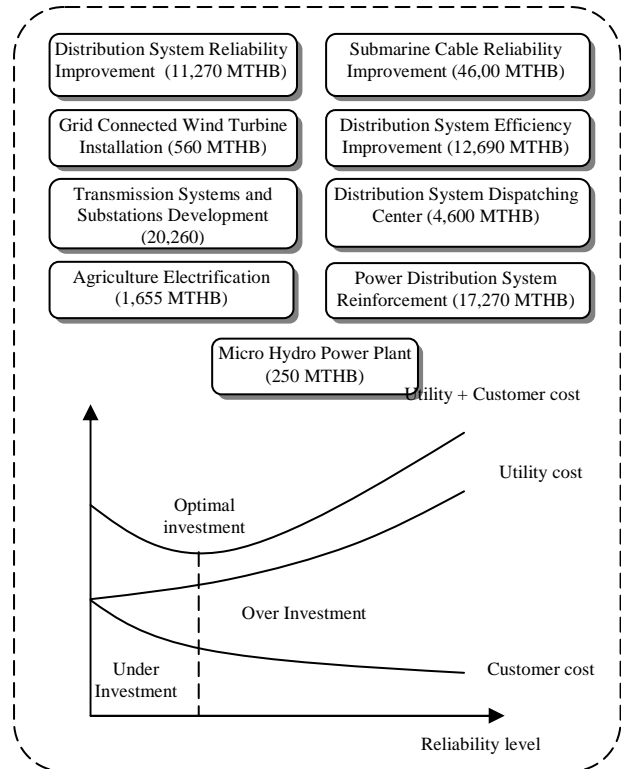 Distribution System Reliability
Improvement (11,270 MTHB)
Submarine Cable Reliability
Improvement (46,00 MTHB)
Grid Connected Wind Turbine
Installation (560 MTHB)
Distribution System Efficiency
Improvement (12,690 MTHB)
Transmission Systems and
Substations Development
(20,260)
Distribution System Dispatching
Center (4,600 MTHB)
Agriculture Electrification
(1,655 MTHB)
Power Distribution System
Reinforcement (17,270 MTHB)
Micro Hydro Power Plant
(250 MTHB)
Utility + Customer cost
Utility cost
Optimal
investment
Over Investment
Under
Investment
Customer cost
Reliability level